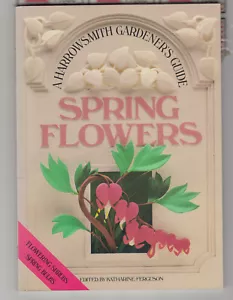 A HARROWSMITH GARDENER'S GUIDE
SPRING
FLOWERS
FLOWERING SHRUBS
SPRING BULBS
EDITED BY KATHARINE FERGUSON